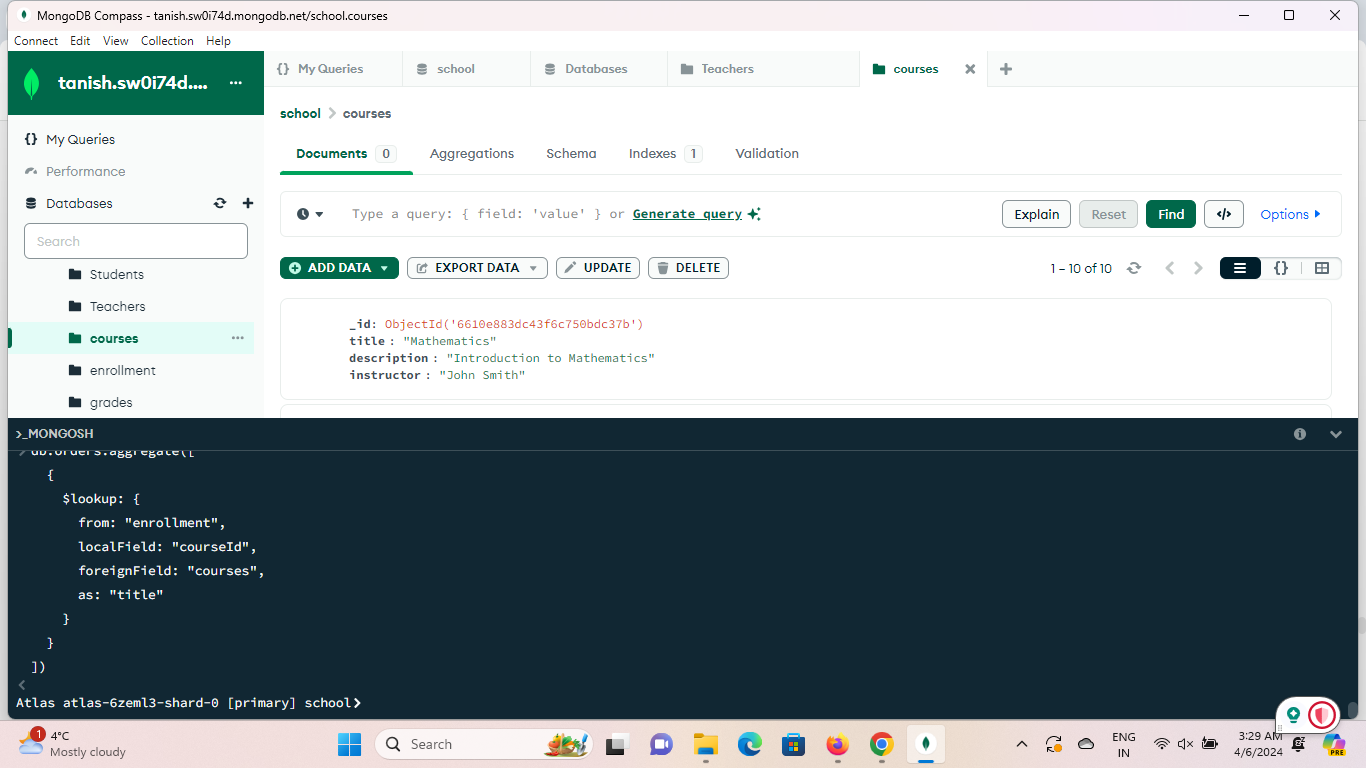 MongoDB Compass - tanish.sw0i74d.mongodb.net/school.courses
Connect Edit View Collection Help
tanish.sw0i74d....
My Queries
school
Databases
Teachers
courses
school > courses
My Queries
Performance
Databases
Search
Students
Teachers
courses
enrollment
grades
Documents 0 Aggregations Schema Indexes 1 Validation
Type a query: { field: 'value' } or Generate query
Explain Reset Find </> Options
ADD DATA EXPORT DATA UPDATE DELETE
1 – 10 of 10
{}
_id: ObjectId('6610e883dc43f6c750bdc37b')
title : "Mathematics"
description : "Introduction to Mathematics"
instructor : "John Smith"
>_MONGOSH
db.orders.aggregate([
{
$lookup: {
from: "enrollment",
localField: "courseId",
foreignField: "courses",
as: "title"
}
}
])
Atlas atlas-6zeml3-shard-0 [primary] school>
1
4°C
Mostly cloudy
Search
ENG
IN
3:29 AM
4/6/2024
PRE